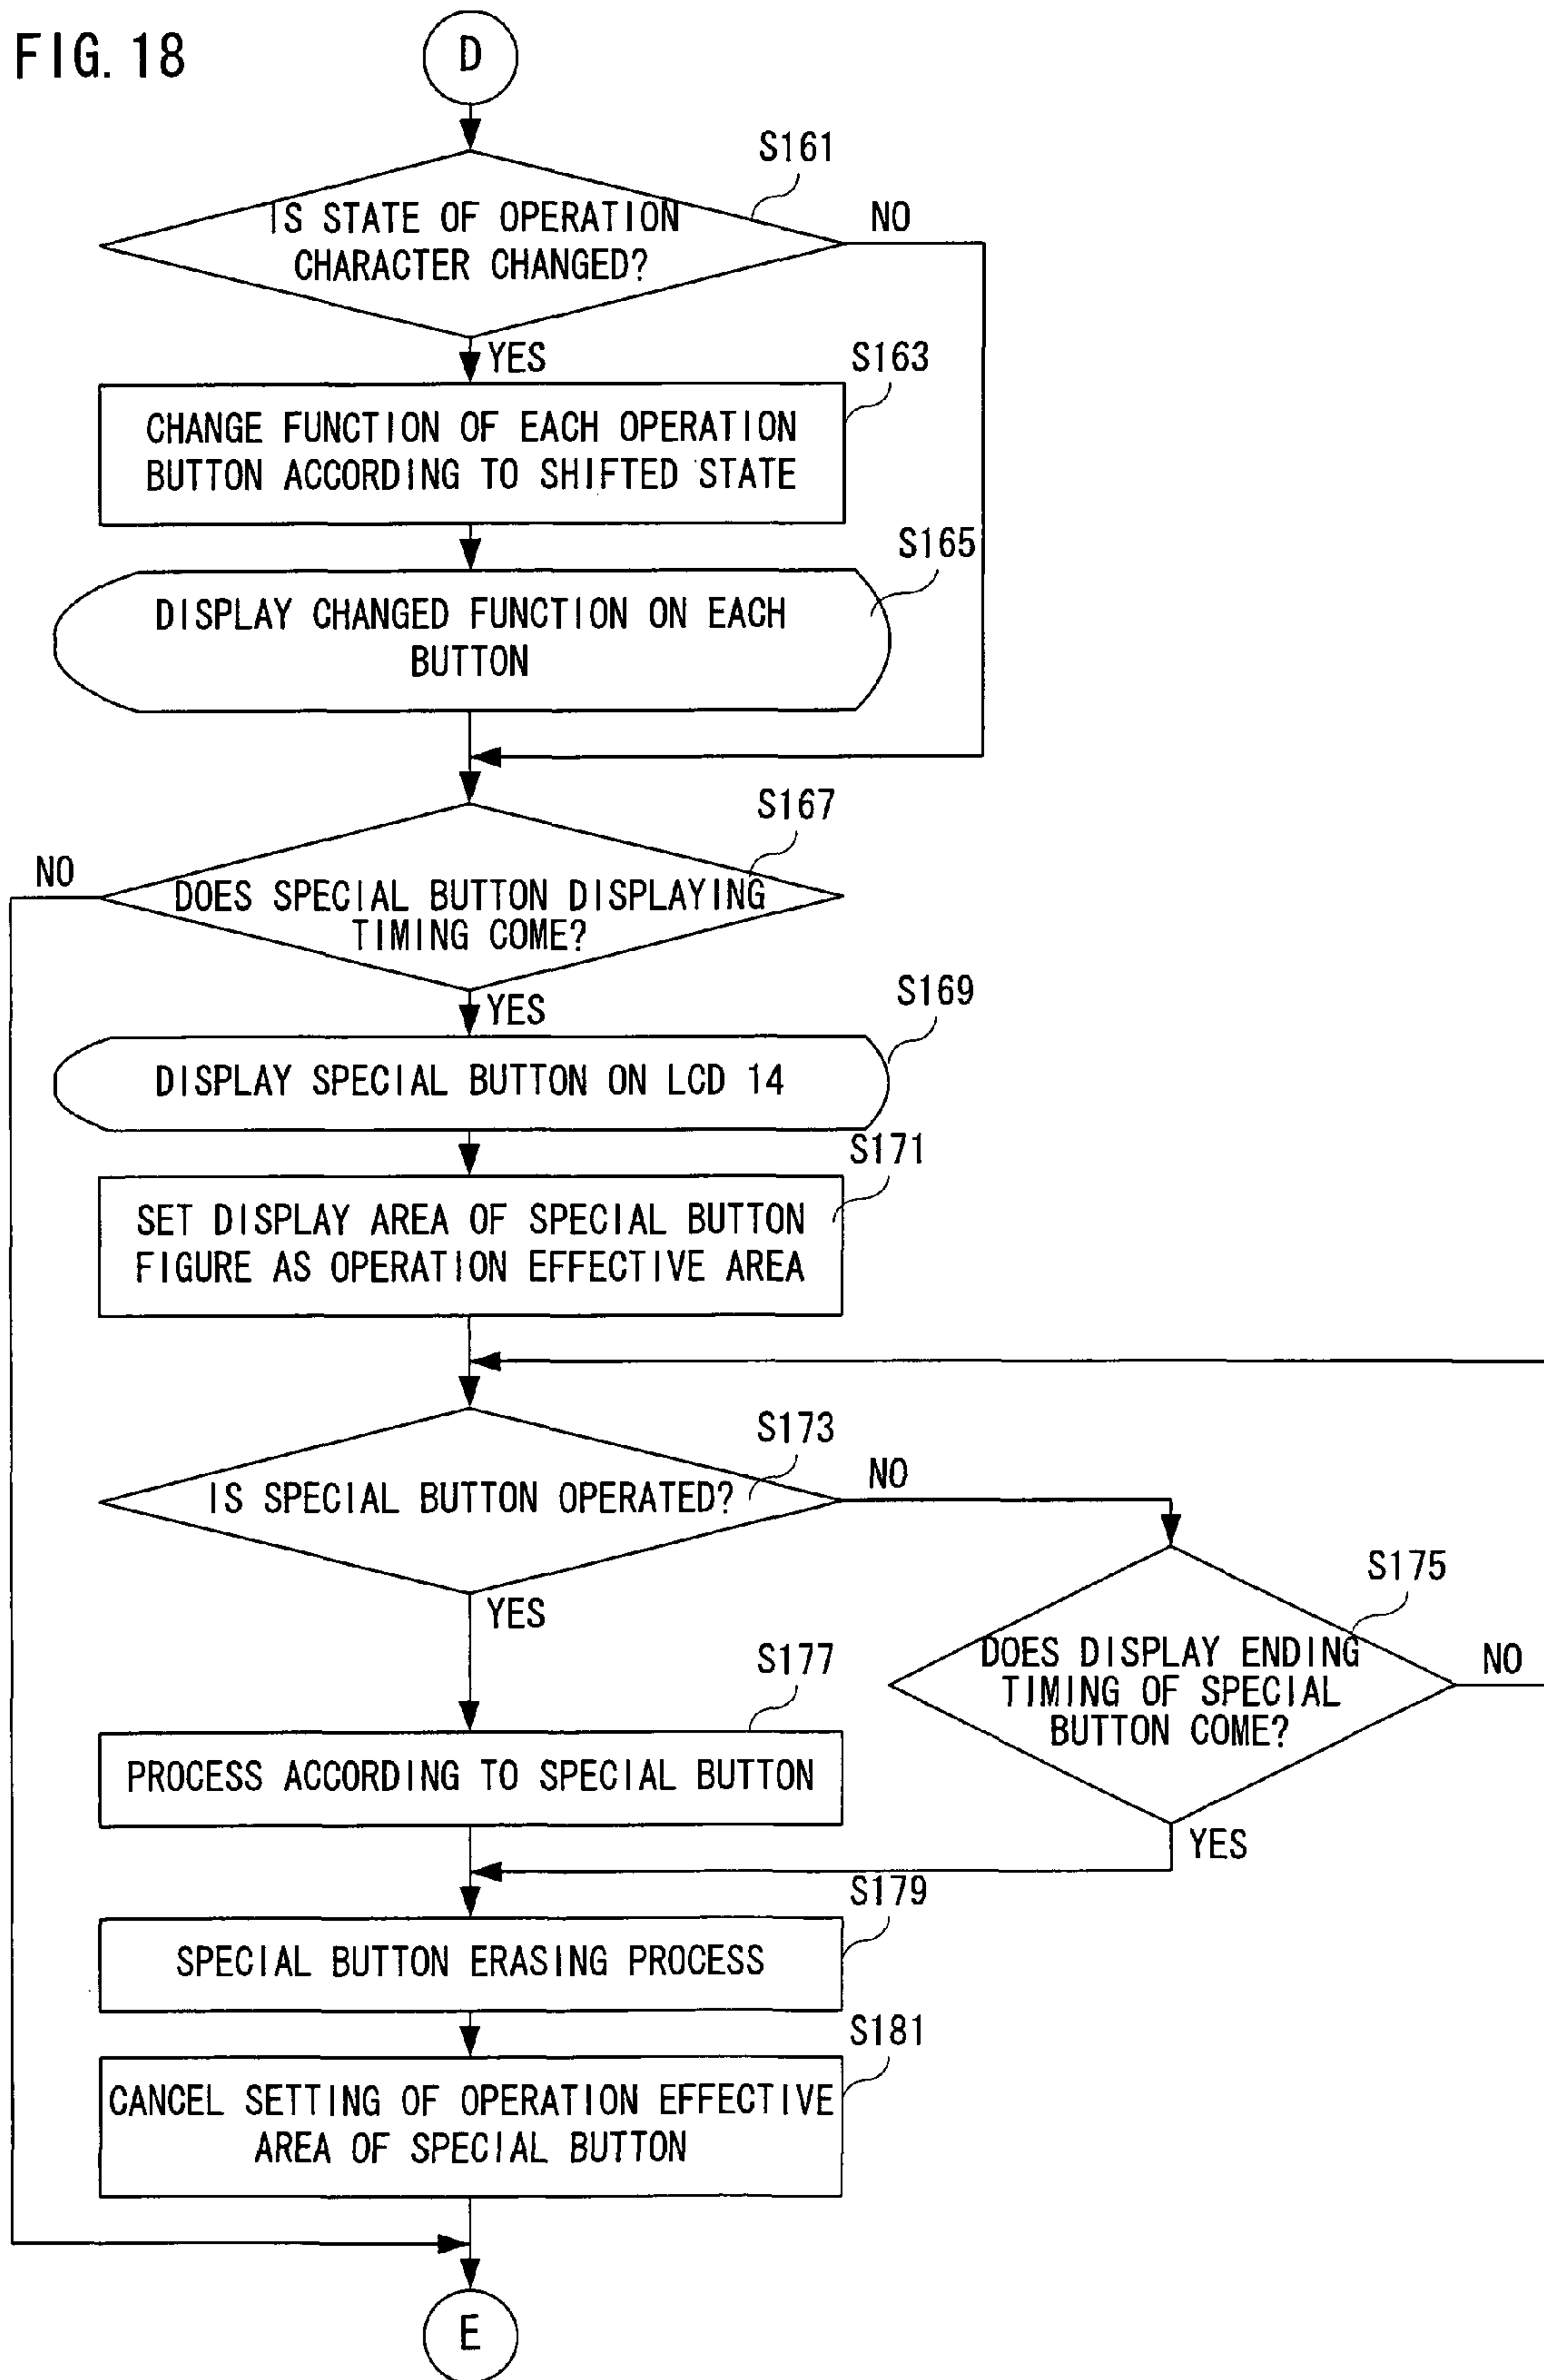 FIG. 18
D
S161
IS STATE OF OPERATION
CHARACTER CHANGED?
NO
YES
S163
CHANGE FUNCTION OF EACH OPERATION
BUTTON ACCORDING TO SHIFTED STATE
S165
DISPLAY CHANGED FUNCTION ON EACH
BUTTON
S167
NO
DOES SPECIAL BUTTON DISPLAYING
TIMING COME?
YES
S169
DISPLAY SPECIAL BUTTON ON LCD 14
S171
SET DISPLAY AREA OF SPECIAL BUTTON
FIGURE AS OPERATION EFFECTIVE AREA
S173
IS SPECIAL BUTTON OPERATED?
NO
YES
S175
DOES DISPLAY ENDING
TIMING OF SPECIAL
BUTTON COME?
NO
YES
S177
PROCESS ACCORDING TO SPECIAL BUTTON
S179
SPECIAL BUTTON ERASING PROCESS
S181
CANCEL SETTING OF OPERATION EFFECTIVE
AREA OF SPECIAL BUTTON
E